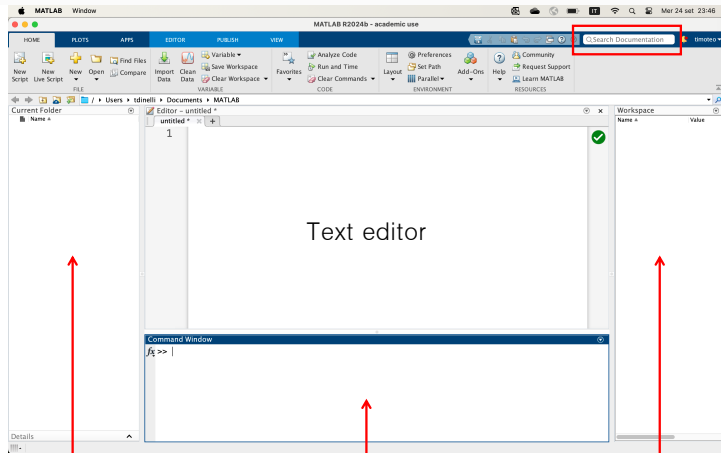 MATLAB Window Mer 24 set 23:46
MATLAB R2024b - academic use
HOME PLOTS APPS EDITOR PUBLISH VIEW Search Documentation timoteo
New Script New Live Script New Open Find Files Compare Import Data Clean Data Variable Save Workspace Clear Workspace Favorites Analyze Code Run and Time Clear Commands Layout Preferences Set Path Parallel Add-Ons Help Community Request Support Learn MATLAB
FILE VARIABLE CODE ENVIRONMENT RESOURCES
/ Users tdinelli Documents MATLAB
Current Folder Editor - untitled * Workspace
Name untitled * + Name Value
1
Text editor
Command Window
fx >>
Details